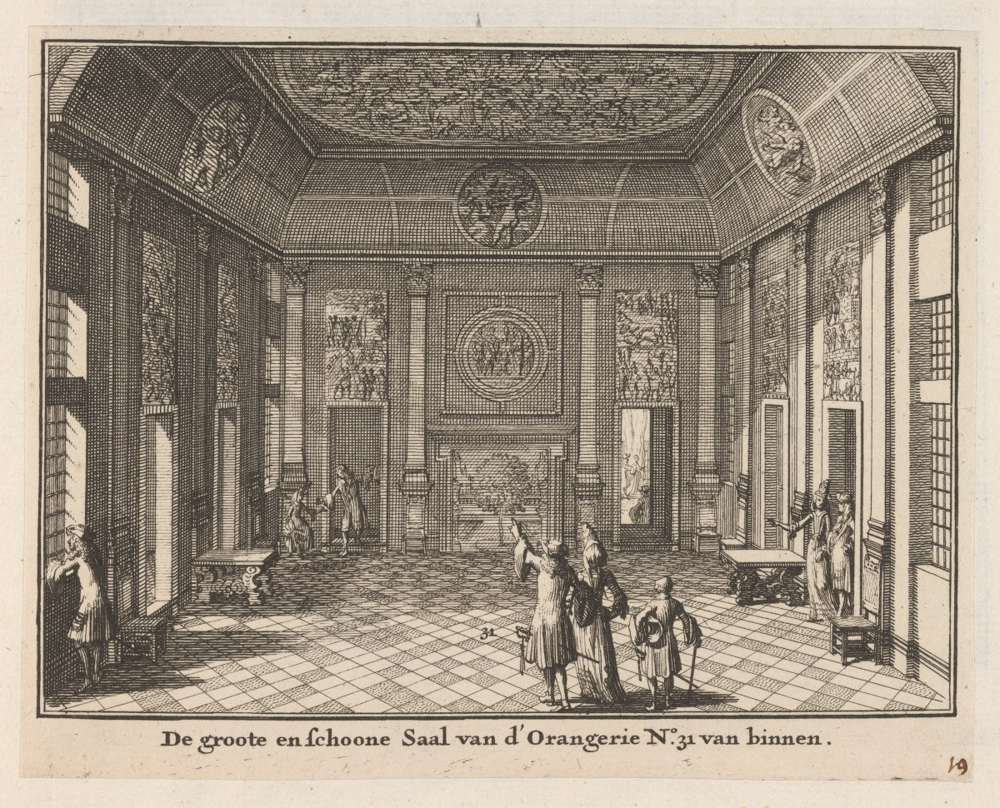 31
De groote en ſchoone Saal van d'Orangerie N.º 31 van binnen.
19